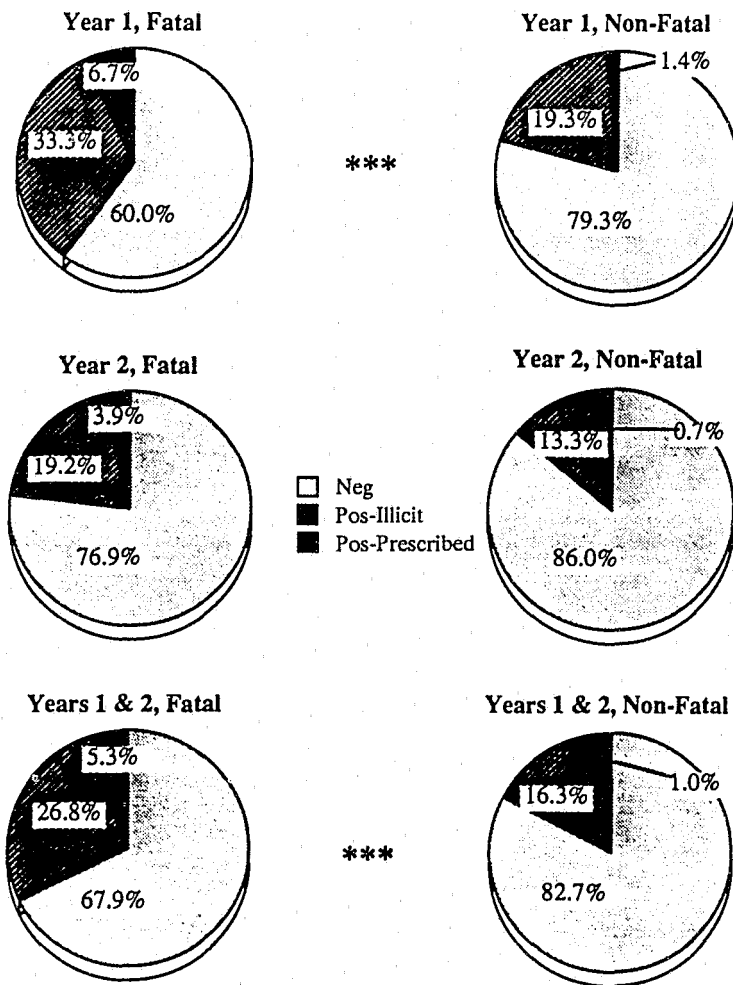 Year 1, Fatal
Year 1, Non-Fatal
6.7%
1.4%
33.3%
19.3%
***
60.0%
79.3%
Year 2, Fatal
Year 2, Non-Fatal
3.9%
0.7%
19.2%
13.3%
Neg
Pos-Illicit
Pos-Prescribed
76.9%
86.0%
Years 1 & 2, Fatal
Years 1 & 2, Non-Fatal
5.3%
1.0%
26.8%
16.3%
***
67.9%
82.7%